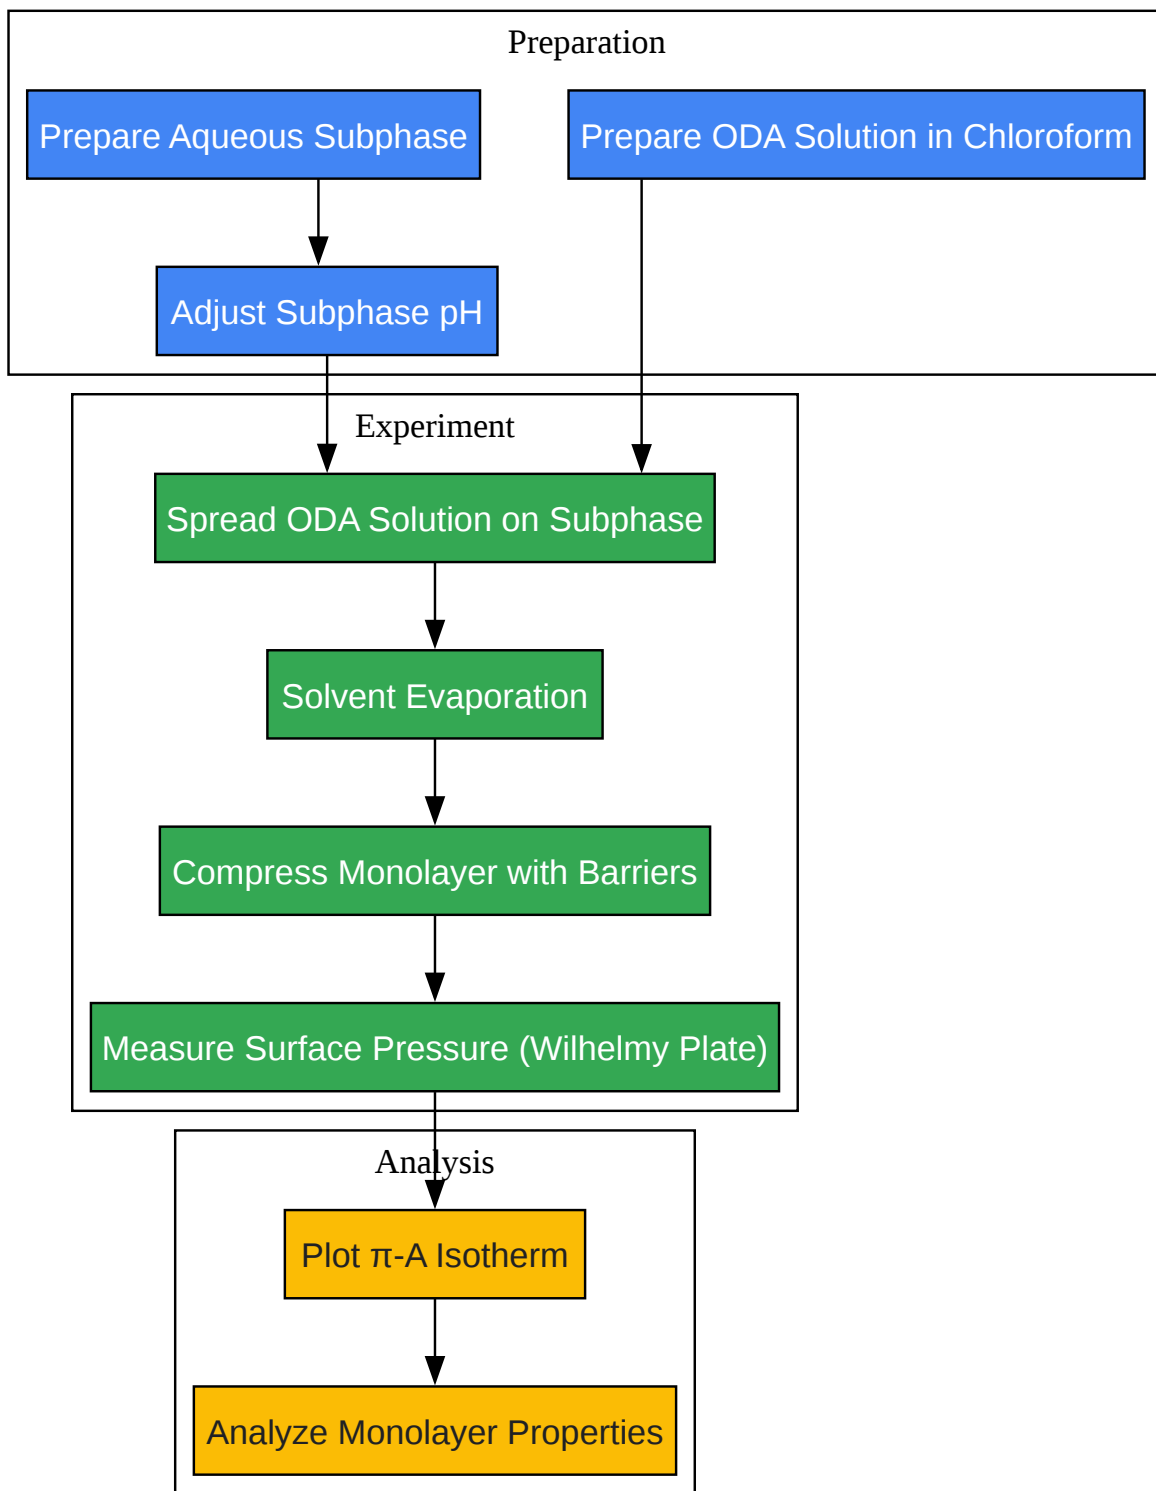 Preparation
Prepare Aqueous Subphase
Prepare ODA Solution in Chloroform
Adjust Subphase pH
Experiment
Spread ODA Solution on Subphase
Solvent Evaporation
Compress Monolayer with Barriers
Measure Surface Pressure (Wilhelmy Plate)
Analysis
Plot π-A Isotherm
Analyze Monolayer Properties